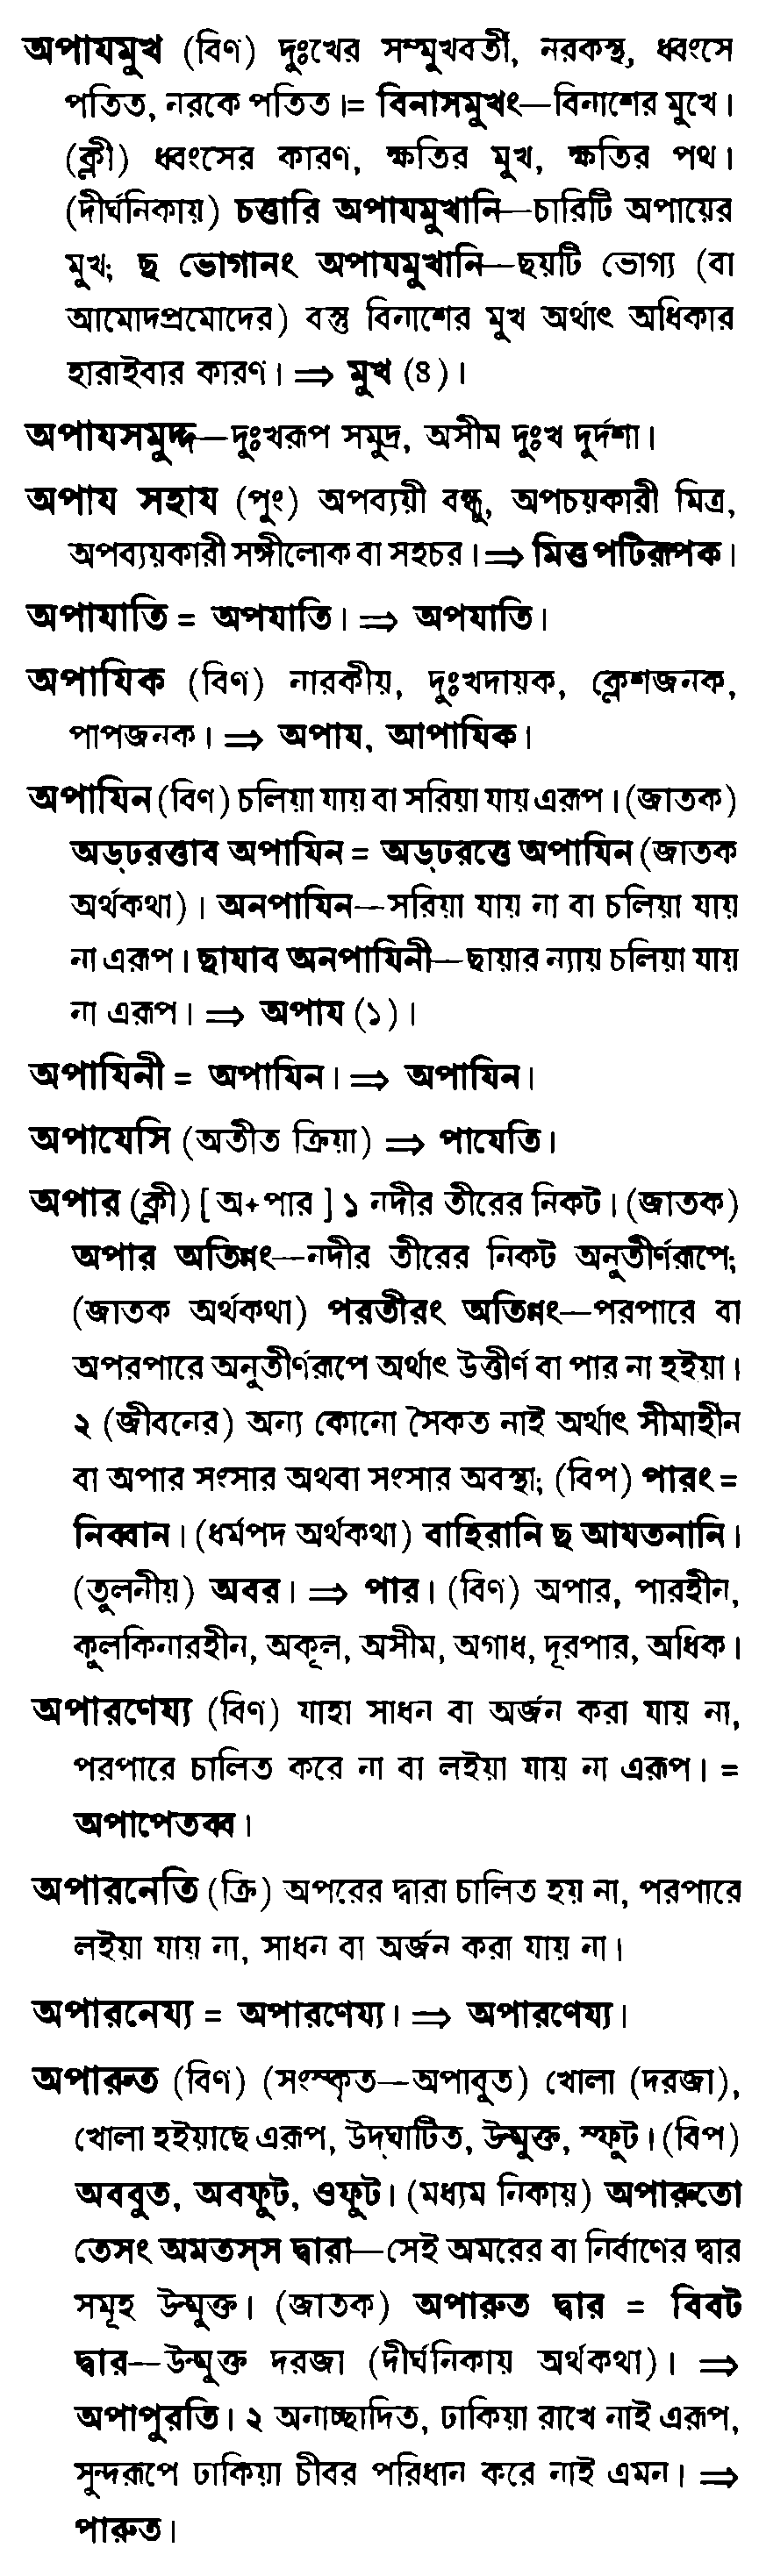 অপাযমুখ (বিণ) দুঃখের সম্মুখবর্তী, নরকস্থ, ধ্বংসে
পতিত, নরকে পতিত।= বিনাসমুখং—বিনাশের মুখে।
(ক্লী) ধ্বংসের কারণ, ক্ষতির মুখ, ক্ষতির পথ।
(দীর্ঘনিকায়) চত্তারি অপাযমুখানি—চারিটি অপায়ের
মুখ; ছ ভোগানং অপাযমুখানি—ছয়টি ভোগ্য (বা
আমোদপ্রমোদের) বস্তু বিনাশের মুখ অর্থাৎ অধিকার
হারাইবার কারণ। ⇒ মুখ (৪)।
অপাযসমুদ্দ—দুঃখরূপ সমুদ্র, অসীম দুঃখ দুর্দশা।
অপায সহায (পুং) অপব্যয়ী বন্ধু, অপচয়কারী মিত্র,
অপব্যয়কারী সঙ্গীলোক বা সহচর। ⇒ মিত্ত পটিরূপক।
অপাযাতি = অপযাতি। ⇒ অপযাতি।
অপাযিক (বিণ) নারকীয়, দুঃখদায়ক, ক্লেশজনক,
পাপজনক। ⇒ অপায, আপাযিক।
অপাযিন (বিণ) চলিয়া যায় বা সরিয়া যায় এরূপ। (জাতক)
অড়্ঢরত্তাব অপাযিন = অড়্ঢরত্তে অপাযিন (জাতক
অর্থকথা)। অনপাযিন—সরিয়া যায় না বা চলিয়া যায়
না এরূপ। ছাযাব অনপাযিনী—ছায়ার ন্যায় চলিয়া যায়
না এরূপ। ⇒ অপায (১)।
অপাযিনী = অপাযিন। ⇒ অপাযিন।
অপাযেসি (অতীত ক্রিয়া) ⇒ পাযেতি।
অপার (ক্লী) [ অ+পার ] ১ নদীর তীরের নিকট। (জাতক)
অপার অতিন্নং—নদীর তীরের নিকট অনুতীর্ণরূপে;
(জাতক অর্থকথা) পরতীরং অতিন্নং—পরপারে বা
অপরপারে অনুতীর্ণরূপে অর্থাৎ উত্তীর্ণ বা পার না হইয়া।
২ (জীবনের) অন্য কোনো সৈকত নাই অর্থাৎ সীমাহীন
বা অপার সংসার অথবা সংসার অবস্থা; (বিপ) পারং =
নিব্বান। (ধর্মপদ অর্থকথা) বাহিরানি ছ আযতনানি।
(তুলনীয়) অবর। ⇒ পার। (বিণ) অপার, পারহীন,
কুলকিনারহীন, অকূল, অসীম, অগাধ, দূরপার, অধিক।
অপারণেয্য (বিণ) যাহা সাধন বা অর্জন করা যায় না,
পরপারে চালিত করে না বা লইয়া যায় না এরূপ। =
অপাপেতব্ব।
অপারনেতি (ক্রি) অপরের দ্বারা চালিত হয় না, পরপারে
লইয়া যায় না, সাধন বা অর্জন করা যায় না।
অপারনেয্য = অপারণেয্য। ⇒ অপারণেয্য।
অপারুত (বিণ) (সংস্কৃত—অপাবৃত) খোলা (দরজা),
খোলা হইয়াছে এরূপ, উদ্ঘাটিত, উন্মুক্ত, স্ফুট। (বিপ)
অববুত, অবফুট, ওফুট। (মধ্যম নিকায়) অপারুতো
তেসং অমতস্স দ্বারা—সেই অমরের বা নির্বাণের দ্বার
সমূহ উন্মুক্ত। (জাতক) অপারুত দ্বার = বিবট
দ্বার—উন্মুক্ত দরজা (দীর্ঘনিকায় অর্থকথা)। ⇒
অপাপুরতি। ২ অনাচ্ছাদিত, ঢাকিয়া রাখে নাই এরূপ,
সুন্দরূপে ঢাকিয়া চীবর পরিধান করে নাই এমন। ⇒
পারুত।